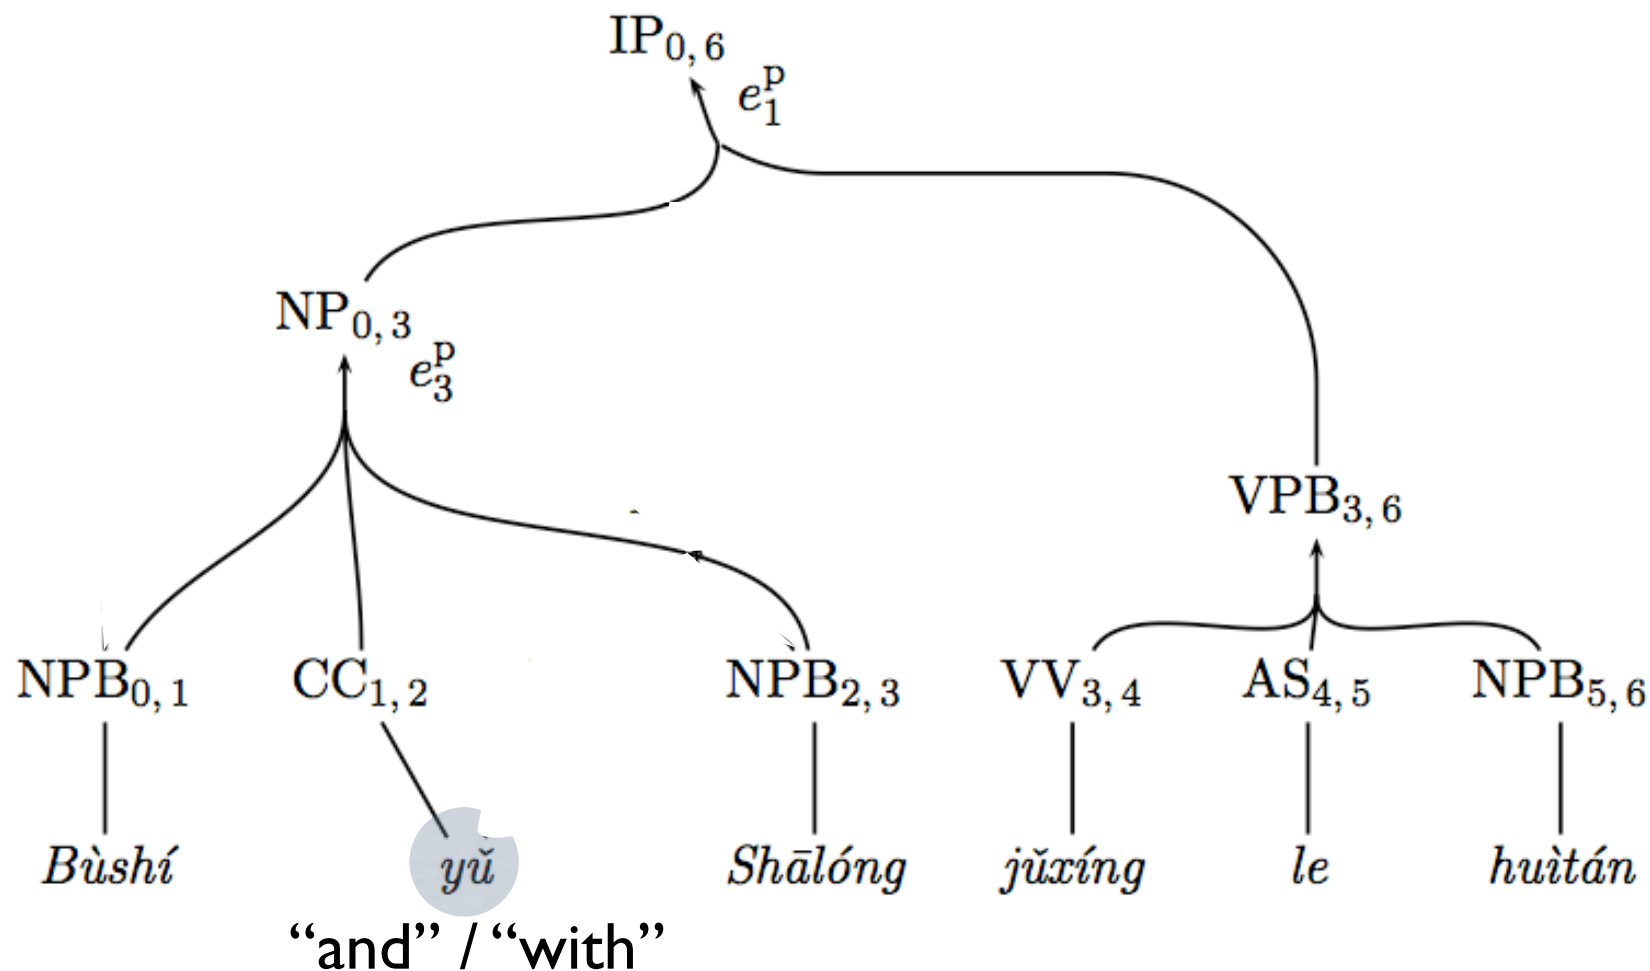 IP0, 6
e1p
NP0, 3
e3p
VPB3, 6
NPB0, 1 CC1, 2 NPB2, 3 VV3, 4 AS4, 5 NPB5, 6
Bùshí yǔ Shālóng jǔxíng le huìtán
“and” / “with”